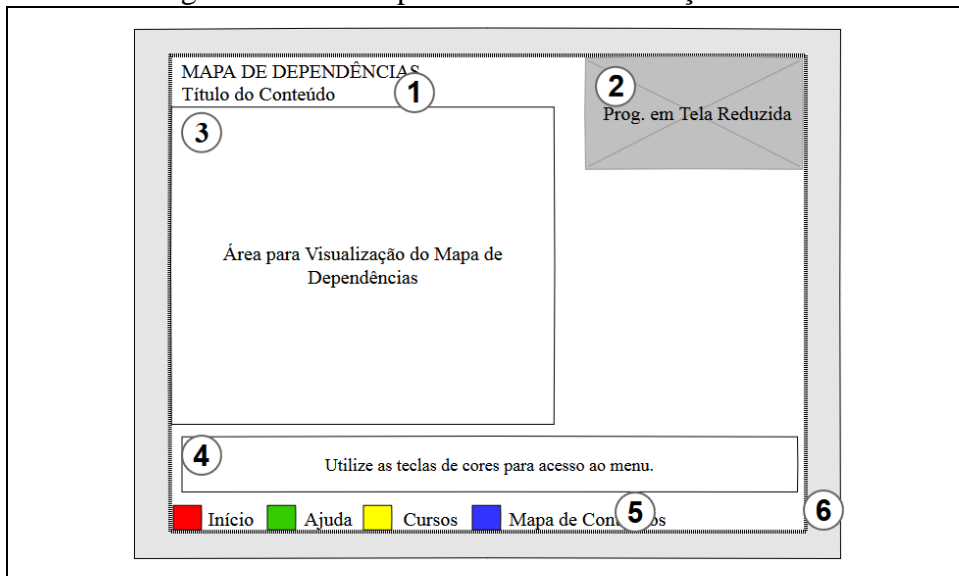 MAPA DE DEPENDÊNCIAS
Título do Conteúdo
1
2
Prog. em Tela Reduzida
3
Área para Visualização do Mapa de
Dependências
4
Utilize as teclas de cores para acesso ao menu.
Início Ajuda Cursos Mapa de
5
6